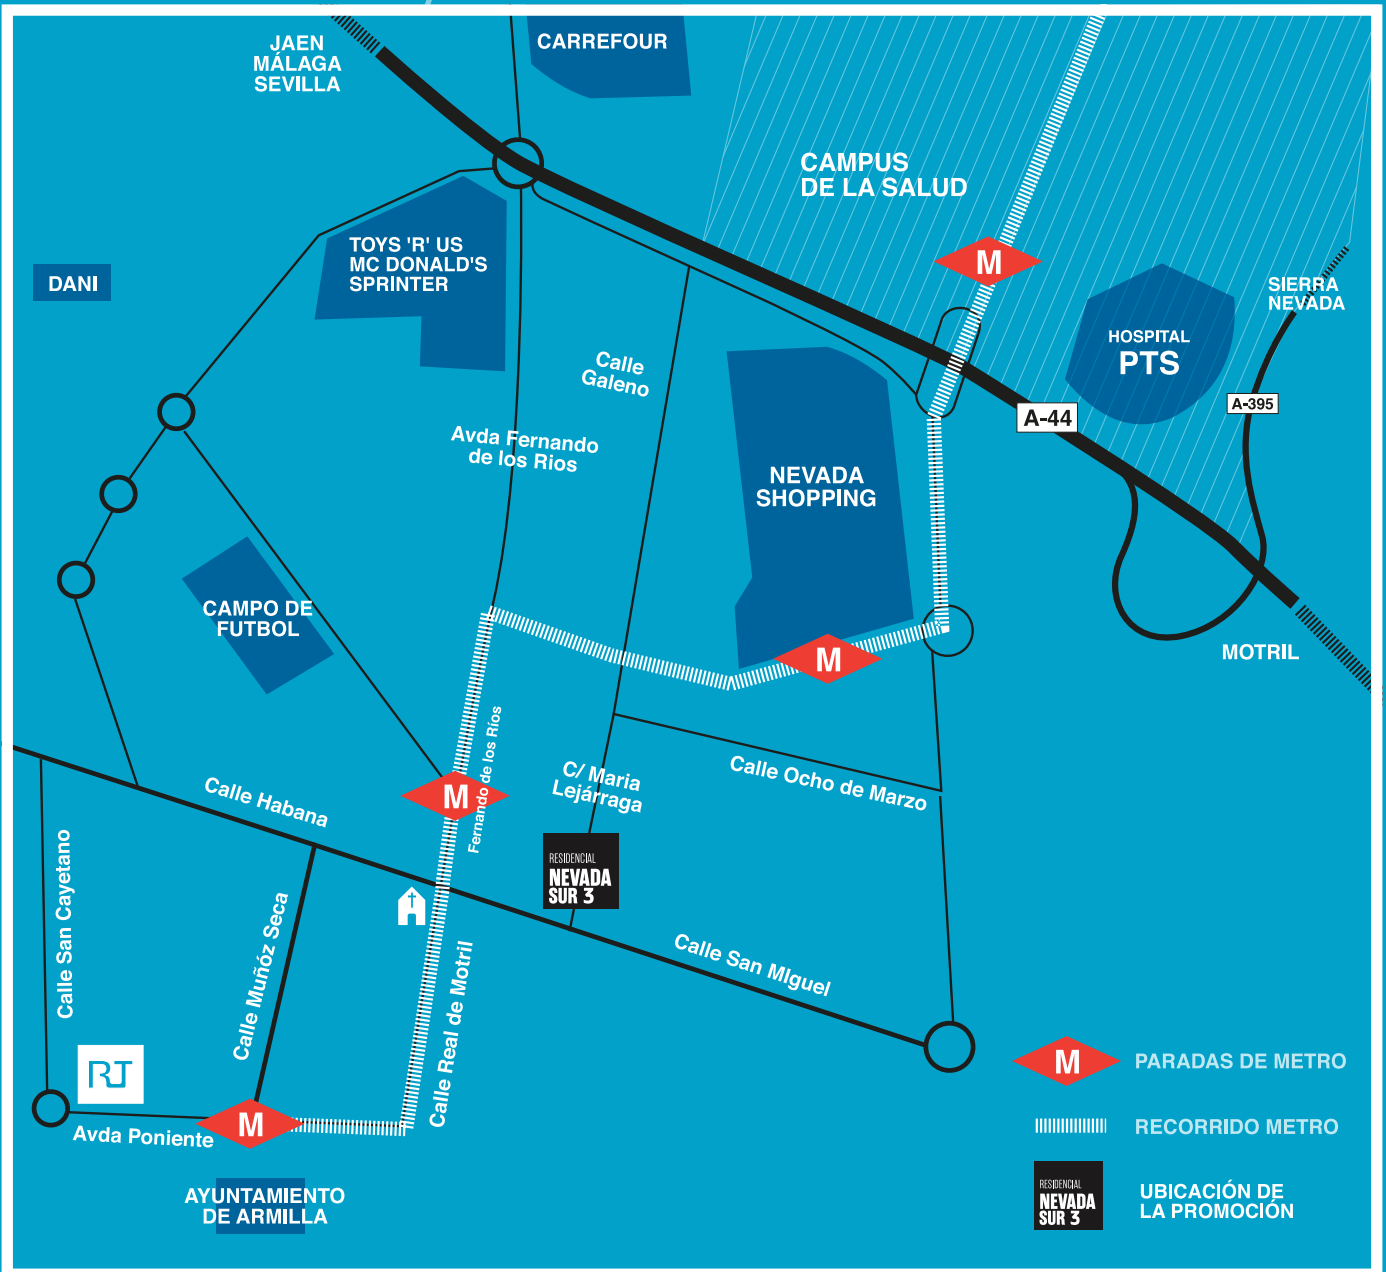 JAEN
MÁLAGA
SEVILLA
CARREFOUR
CAMPUS
DE LA SALUD
TOYS 'R' US
MC DONALD'S
SPRINTER
DANI
M
SIERRA
NEVADA
HOSPITAL
PTS
A-395
A-44
Calle
Galeno
Avda Fernando
de los Rios
NEVADA
SHOPPING
CAMPO DE
FUTBOL
M
MOTRIL
Fernando de los Ríos
C/ Maria
Lejárraga
Calle Ocho de Marzo
Calle Habana
M
RESIDENCIAL
NEVADA
SUR 3
Calle San Cayetano
Calle Muñóz Seca
Calle Real de Motril
Calle San MIguel
RJ
M
Avda Poniente
AYUNTAMIENTO
DE ARMILLA
M PARADAS DE METRO
RECORRIDO METRO
RESIDENCIAL
NEVADA
SUR 3
UBICACIÓN DE
LA PROMOCIÓN